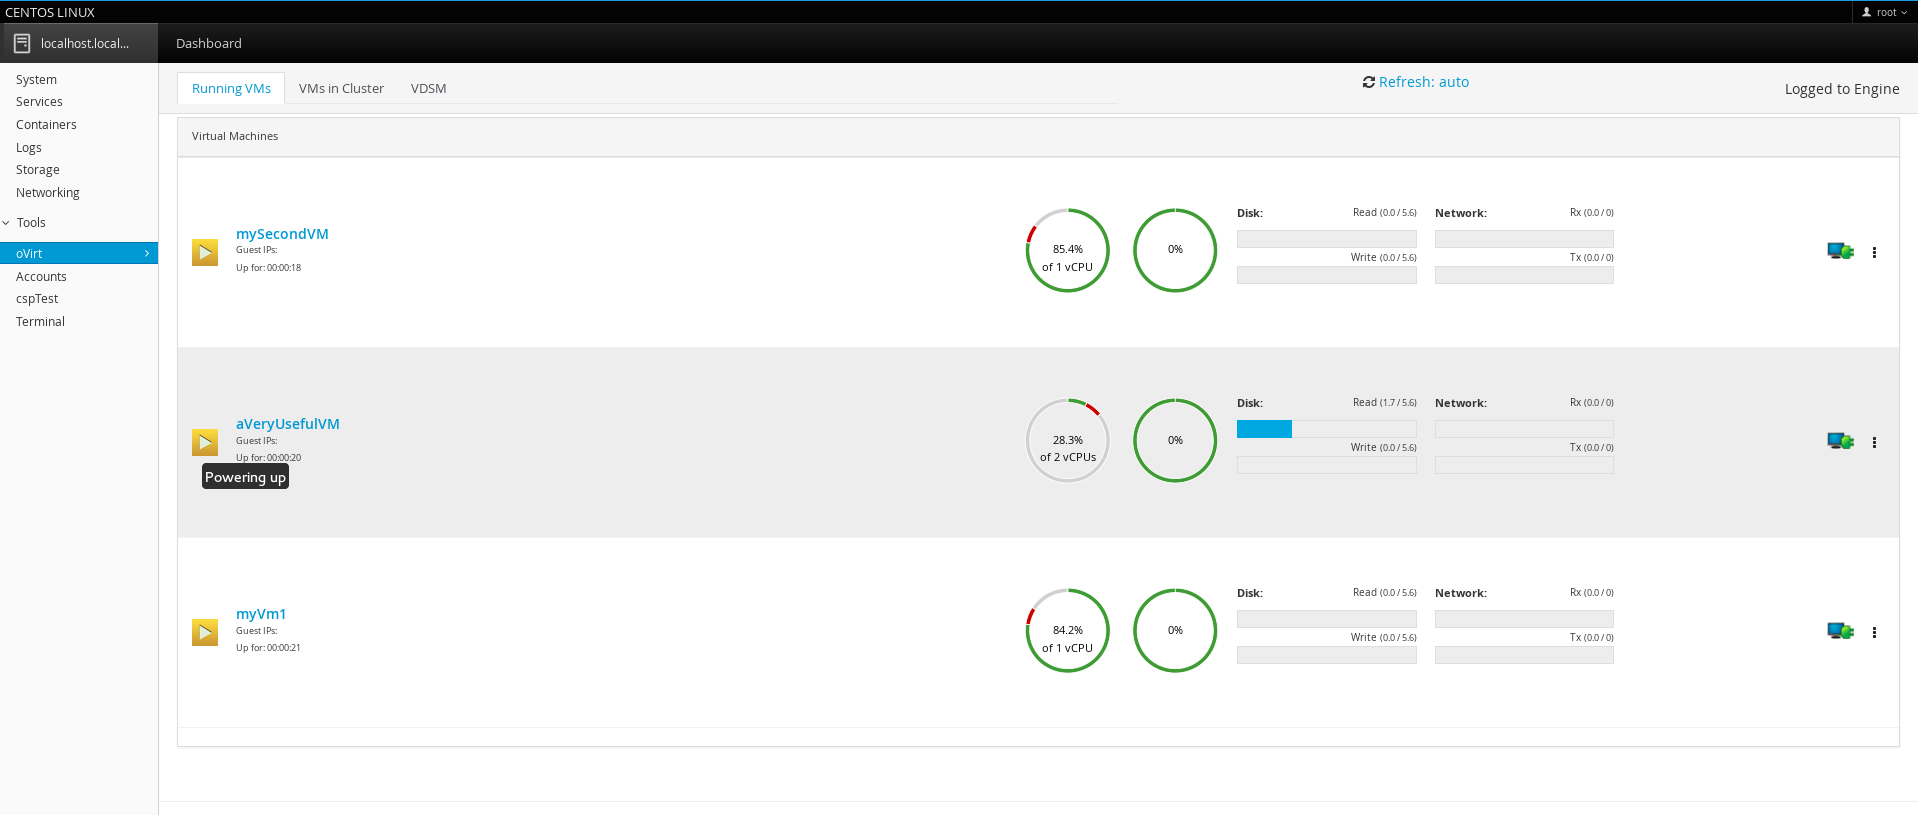 CENTOS LINUX
root
localhost.local...
Dashboard
System
Services
Containers
Logs
Storage
Networking
Tools
oVirt
Accounts
cspTest
Terminal
Running VMs VMs in Cluster VDSM
Refresh: auto
Logged to Engine
Virtual Machines
mySecondVM
Guest IPs:
Up for: 00:00:18
85.4%
of 1 vCPU
0%
Disk: Read (0.0 / 5.6)
Write (0.0 / 5.6)
Network: Rx (0.0 / 0)
Tx (0.0 / 0)
aVeryUsefulVM
Guest IPs:
Up for: 00:00:20
Powering up
28.3%
of 2 vCPUs
0%
Disk: Read (1.7 / 5.6)
Write (0.0 / 5.6)
Network: Rx (0.0 / 0)
Tx (0.0 / 0)
myVm1
Guest IPs:
Up for: 00:00:21
84.2%
of 1 vCPU
0%
Disk: Read (0.0 / 5.6)
Write (0.0 / 5.6)
Network: Rx (0.0 / 0)
Tx (0.0 / 0)